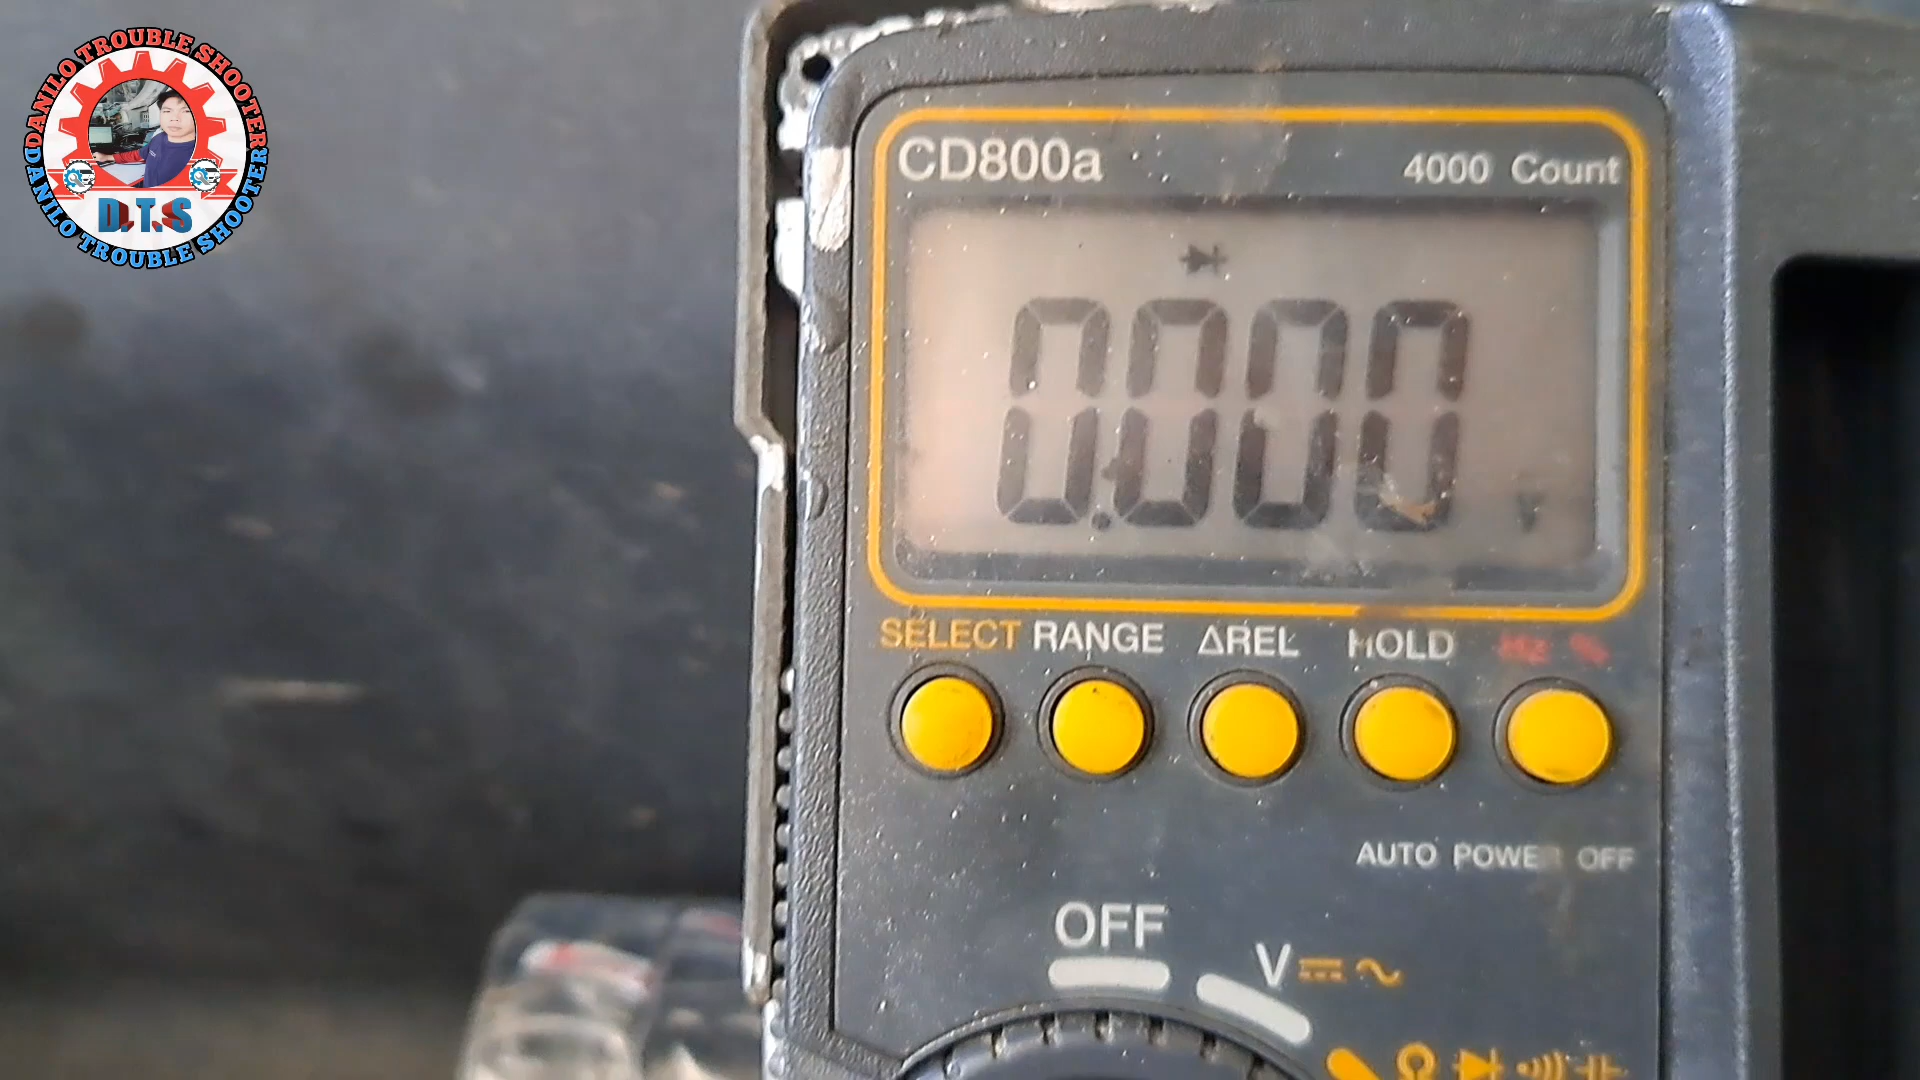 DANILO TROUBLE SHOOTER
D.T.S
DANILO TROUBLE SHOOTER
CD800a
4000 Count
0.000
V
SELECT RANGE ΔREL HOLD Hz %
AUTO POWER OFF
OFF
V